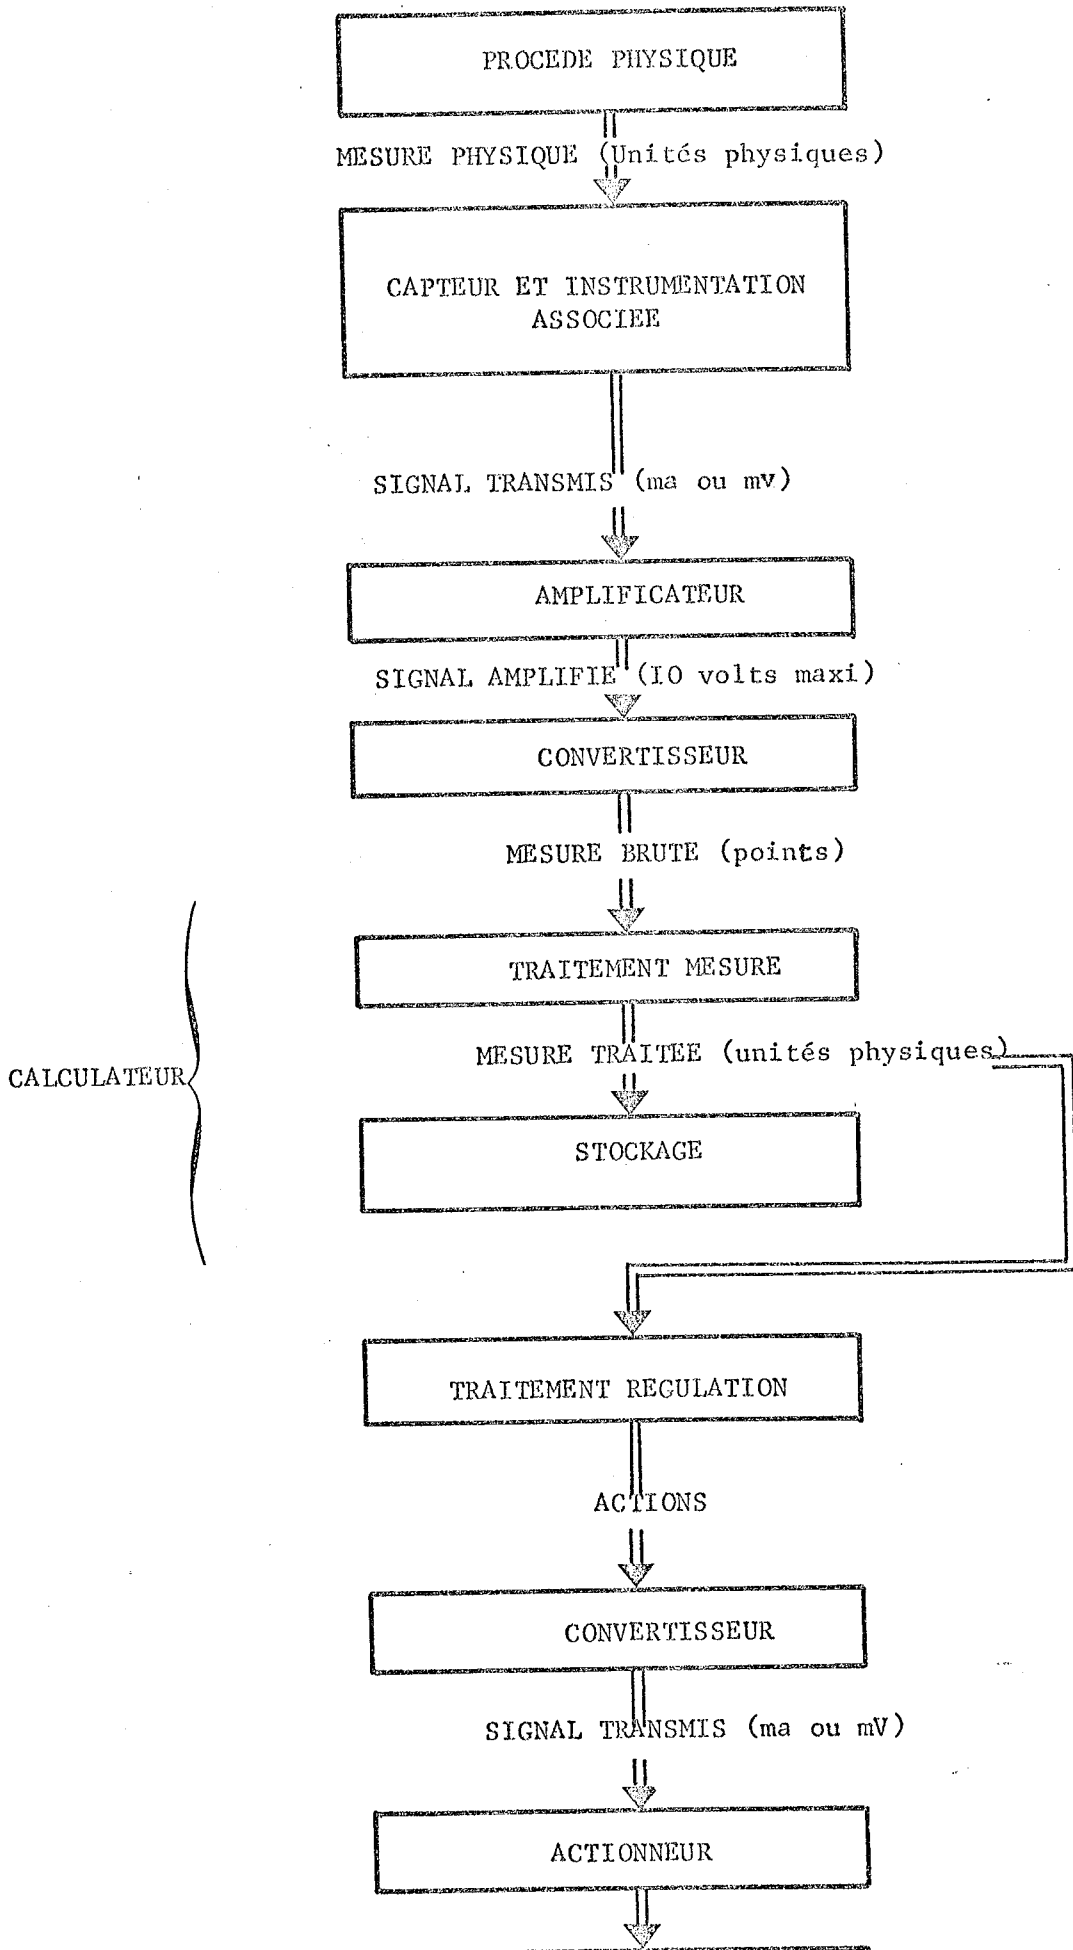 PROCEDE PHYSIQUE
MESURE PHYSIQUE (Unités physiques)
CAPTEUR ET INSTRUMENTATION
ASSOCIEE
SIGNAL TRANSMIS (ma ou mV)
AMPLIFICATEUR
SIGNAL AMPLIFIE (IO volts maxi)
CONVERTISSEUR
MESURE BRUTE (points)
TRAITEMENT MESURE
MESURE TRAITEE (unités physiques)
CALCULATEUR
STOCKAGE
TRAITEMENT REGULATION
ACTIONS
CONVERTISSEUR
SIGNAL TRANSMIS (ma ou mV)
ACTIONNEUR